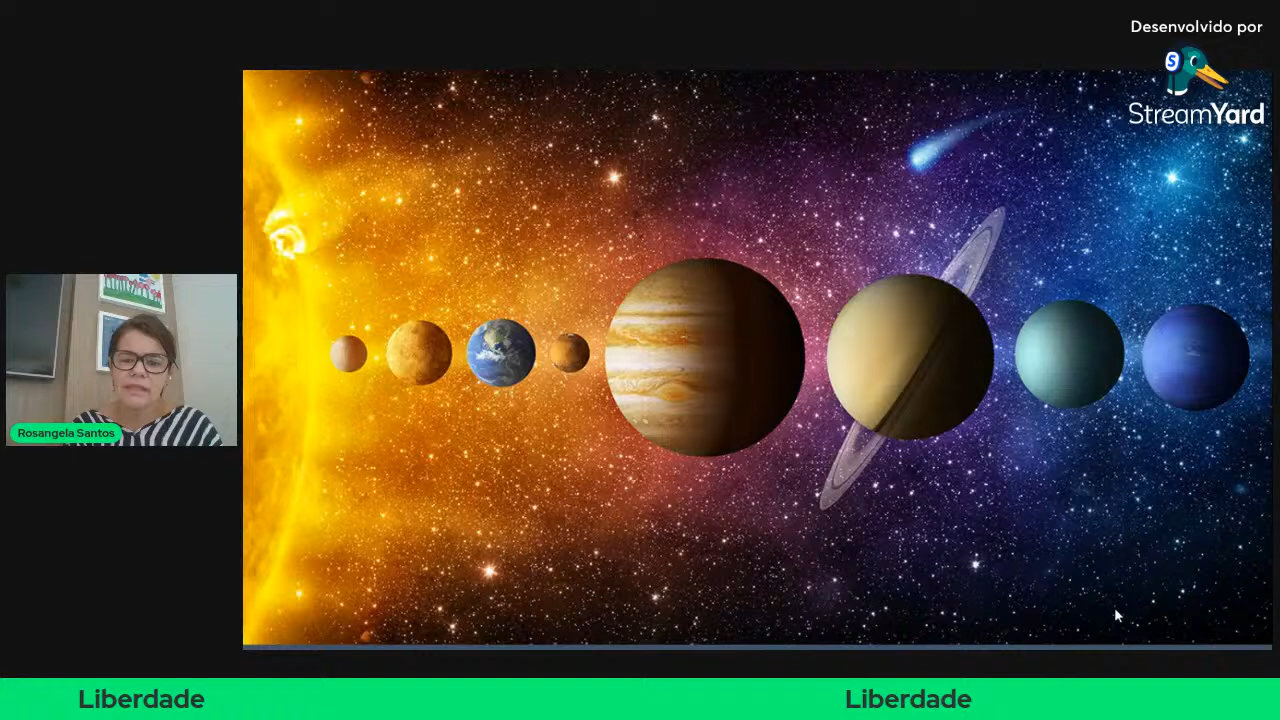 Desenvolvido por
S
StreamYard
Rosangela Santos
Liberdade
Liberdade